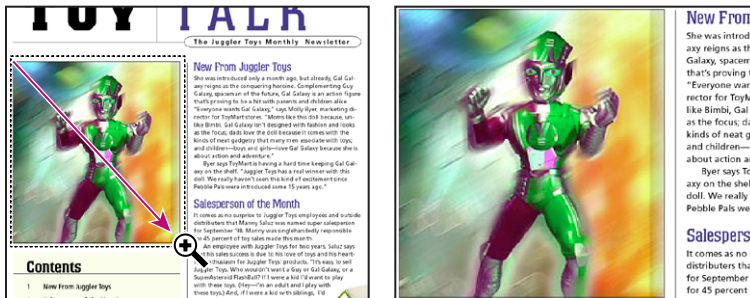 TOY TALK
The Juggler Toys Monthly Newsletter
New From Juggler Toys
She was introduced only a month ago, but already, Gal Gal-
axy reigns as the conquering heroine. Complementing Guy
Galaxy, spaceman of the future, Gal Galaxy is an action figure
that's proving to be a hit with parents and children alike.
"Everyone wants Gal Galaxy," says Molly Byer, marketing di-
rector for ToyMart stores. "Moms like this doll because, un-
like Bimbi, Gal Galaxy isn't designed with fashion and looks
as the focus; dads love the doll because it comes with the
kinds of neat gadgetry that many men associate with toys;
and children—boys and girls—love Gal Galaxy because she is
about action and adventure."
Byer says ToyMart is having a hard time keeping Gal Gal-
axy on the shelf. "Juggler Toys has a real winner with this
doll. We really haven't seen this kind of excitement since
Pebble Pals were introduced some 15 years ago."
Salesperson of the Month
It comes as no surprise to Juggler Toys employees and outside
distributors that Manny Saluz was named super salesperson
for September '98. Manny was singlehandedly responsible
for 45 percent of toy sales made this month.
An employee with Juggler Toys for two years, Saluz says
his sales success is due to his love of toys and his heart-
enthusiasm for Juggler Toys' products. "It's easy to sell
Juggler Toys. Who wouldn't want a Guy or Gal Galaxy, or a
SuperAsteroid FlashBall? If I were a kid I'd want to play
with these toys. (Hey—I'm an adult and I play with
these toys.) And, if I were a kid with siblings, I'd
Contents
1 New From Juggler Toys
New From
She was introd
axy reigns as th
Galaxy, spacem
that's proving t
"Everyone wan
rector for ToyM
like Bimbi, Gal
as the focus; da
kinds of neat g
and children—
about action a
Byer says To
axy on the shel
doll. We really
Pebble Pals we
Salespers
It comes as no
distributors tha
for September
for 45 percent